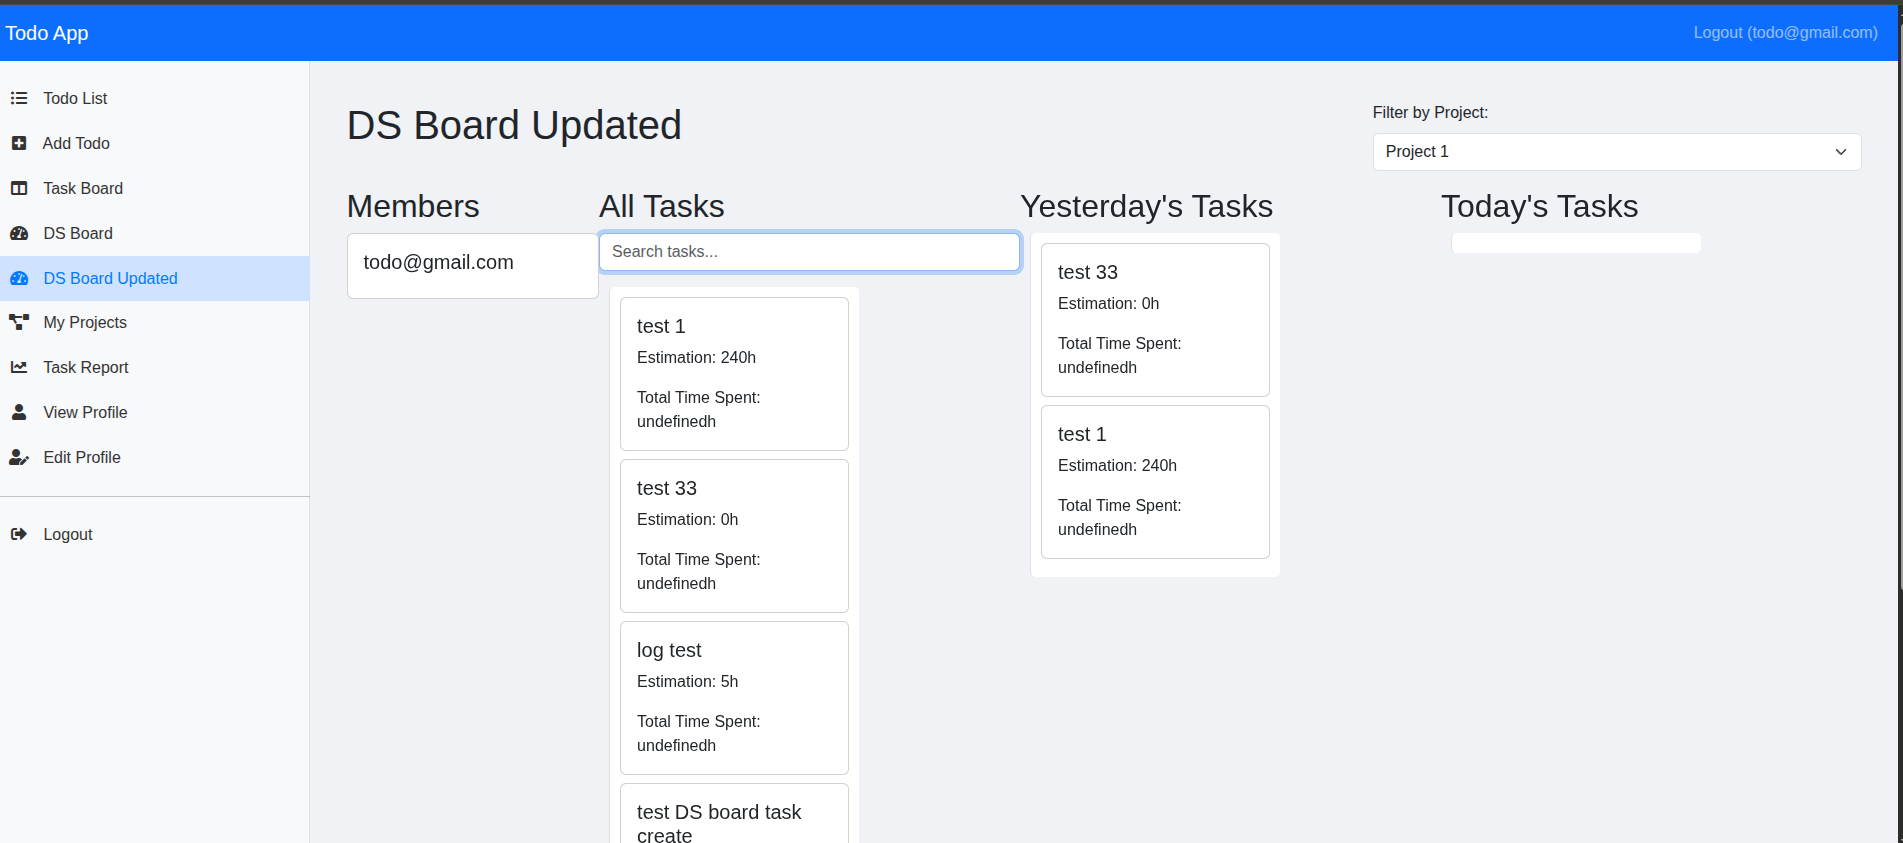 Todo App
Logout (todo@gmail.com)
Todo List
Add Todo
Task Board
DS Board
DS Board Updated
My Projects
Task Report
View Profile
Edit Profile
Logout
DS Board Updated
Filter by Project:
Project 1
Members
todo@gmail.com
All Tasks
Search tasks...
test 1
Estimation: 240h
Total Time Spent:
undefinedh
test 33
Estimation: 0h
Total Time Spent:
undefinedh
log test
Estimation: 5h
Total Time Spent:
undefinedh
test DS board task
create
Yesterday's Tasks
test 33
Estimation: 0h
Total Time Spent:
undefinedh
test 1
Estimation: 240h
Total Time Spent:
undefinedh
Today's Tasks